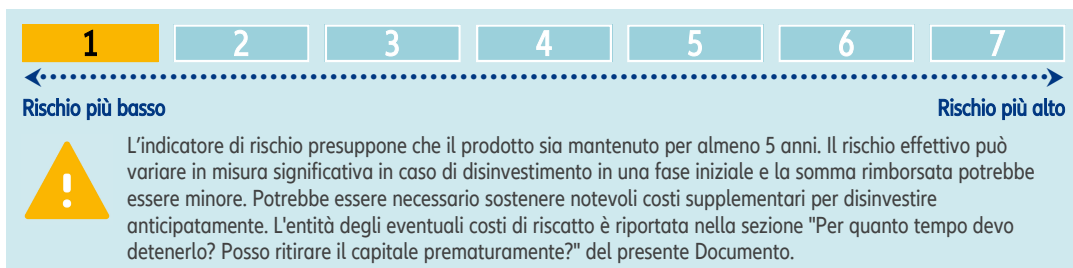 1 2 3 4 5 6 7
Rischio più basso Rischio più alto
L'indicatore di rischio presuppone che il prodotto sia mantenuto per almeno 5 anni. Il rischio effettivo può
variare in misura significativa in caso di disinvestimento in una fase iniziale e la somma rimborsata potrebbe
essere minore. Potrebbe essere necessario sostenere notevoli costi supplementari per disinvestire
anticipatamente. L'entità degli eventuali costi di riscatto è riportata nella sezione "Per quanto tempo devo
detenerlo? Posso ritirare il capitale prematuramente?" del presente Documento.